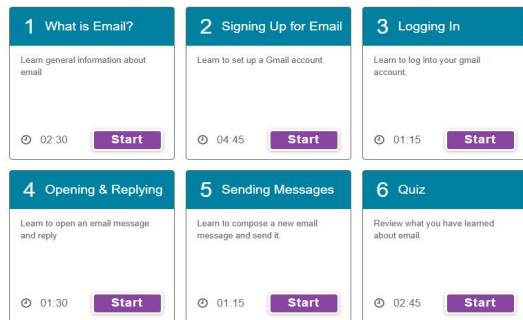 1 What is Email?
Learn general information about
email
02:30 Start
2 Signing Up for Email
Learn to set up a Gmail account.
04:45 Start
3 Logging In
Learn to log into your gmail
account.
01:15 Start
4 Opening & Replying
Learn to open an email message
and reply
01:30 Start
5 Sending Messages
Learn to compose a new email
message and send it.
01:15 Start
6 Quiz
Review what you have learned
about email.
02:45 Start